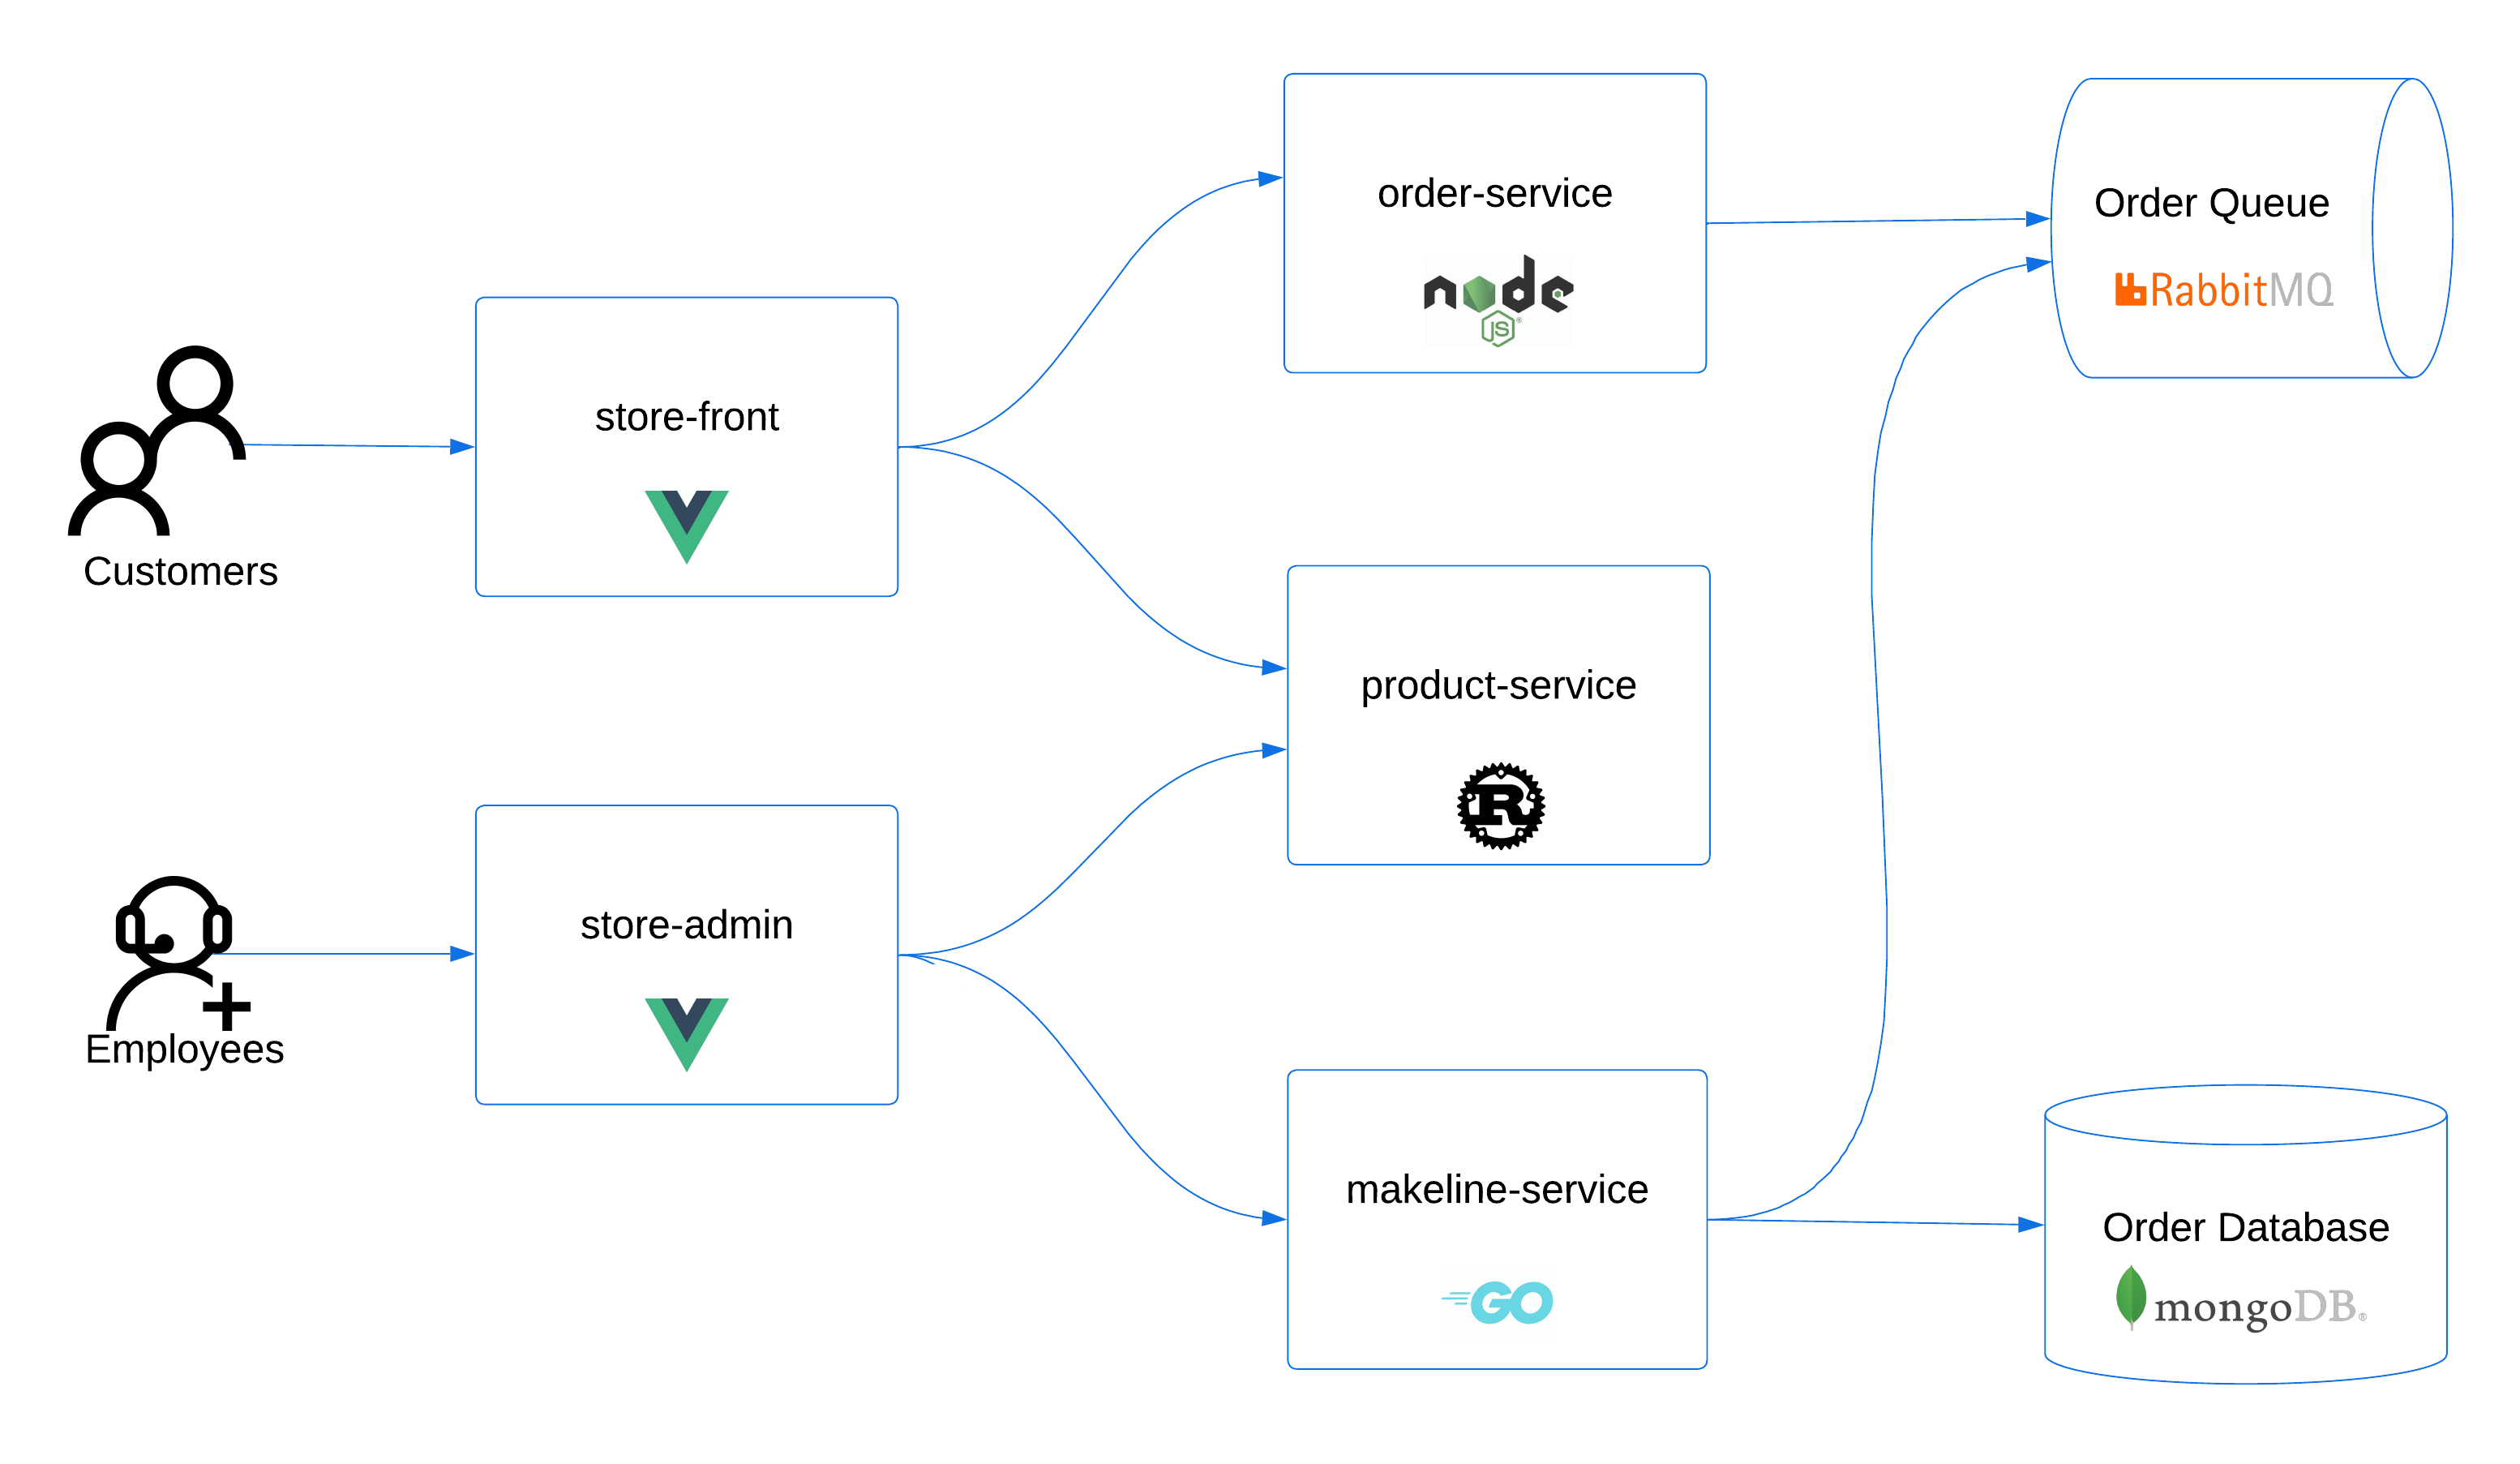 order-service
node
JS
Order Queue
RabbitMQ
store-front
Customers
product-service
R
store-admin
Employees
makeline-service
GO
Order Database
mongoDB®